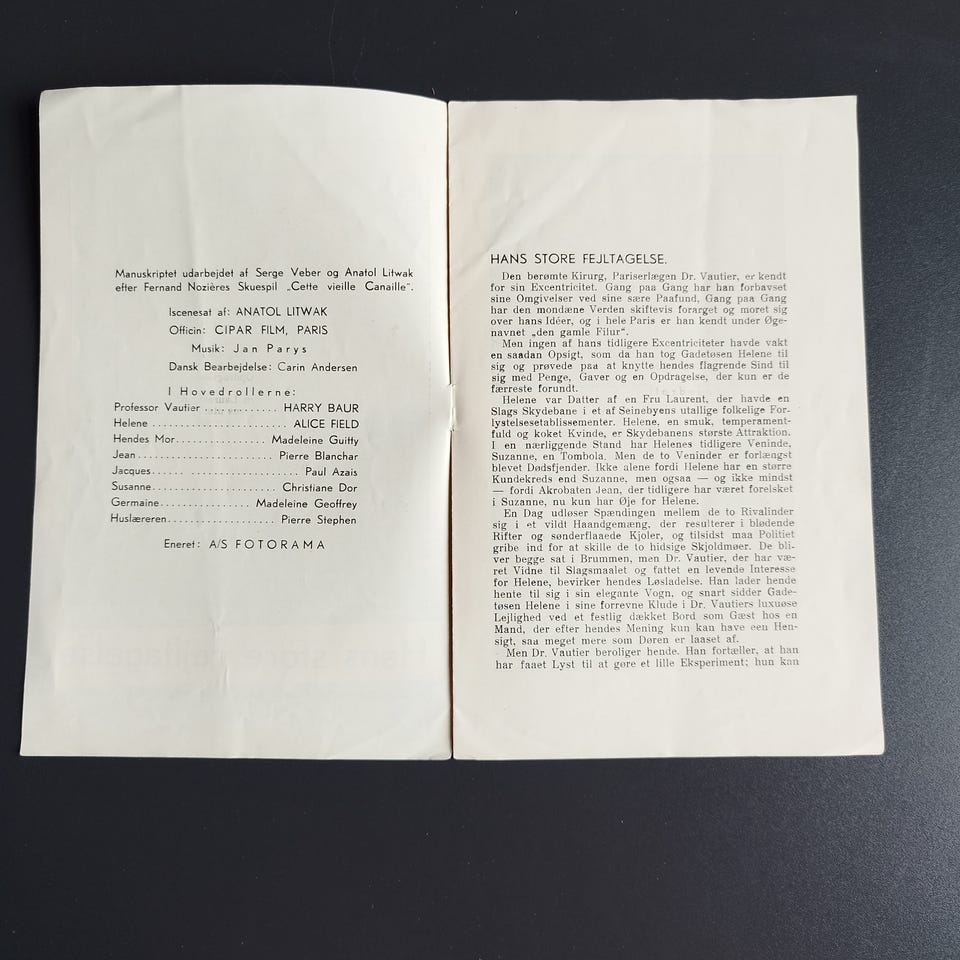 Manuskriptet udarbejdet af Serge Veber og Anatol Litwak
efter Fernand Nozières Skuespil „Cette vieille Canaille".
Iscenesat af: ANATOL LITWAK
Officin: CIPAR FILM, PARIS
Musik: Jan Parys
Dansk Bearbejdelse: Carin Andersen
I Hovedrollerne:
Professor Vautier ............ HARRY BAUR
Helene ........................ ALICE FIELD
Hendes Mor................ Madeleine Guitty
Jean ......................... Pierre Blanchar
Jacques......................... Paul Azais
Susanne...................... Christiane Dor
Germaine................ Madeleine Geoffrey
Huslæreren................... Pierre Stephen
Eneret: A/S FOTORAMA
HANS STORE FEJLTAGELSE.
Den berømte Kirurg, Pariserlægen Dr. Vautier, er kendt
for sin Excentricitet. Gang paa Gang har han forbavset
sine Omgivelser ved sine sære Paafund, Gang paa Gang
har den mondæne Verden skiftevis forarget og moret sig
over hans Idéer, og i hele Paris er han kendt under Øge-
navnet „den gamle Filur".
Men ingen af hans tidligere Excentriciteter havde vakt
en saadan Opsigt, som da han tog Gadetøsen Helene til
sig og prøvede paa at knytte hendes flagrende Sind til
sig med Penge, Gaver og en Opdragelse, der kun er de
færreste forundt.
Helene var Datter af en Fru Laurent, der havde en
Slags Skydebane i et af Seinebyens utallige folkelige For-
lystelsesetablissementer. Helene, en smuk, temperament-
fuld og koket Kvinde, er Skydebanens største Attraktion.
I en nærliggende Stand har Helenes tidligere Veninde,
Suzanne, en Tombola. Men de to Veninder er forlængst
blevet Dødsfjender. Ikke alene fordi Helene har en større
Kundekreds end Suzanne, men ogsaa — og ikke mindst
— fordi Akrobaten Jean, der tidligere har været forelsket
i Suzanne, nu kun har Øje for Helene.
En Dag udløser Spændingen mellem de to Rivalinder
sig i et vildt Haandgemæng, der resulterer i blødende
Rifter og sønderflaaede Kjoler, og tilsidst maa Politiet
gribe ind for at skille de to hidsige Skjoldmøer. De bli-
ver begge sat i Brummen, men Dr. Vautier, der har væ-
ret Vidne til Slagsmaalet og fattet en levende Interesse
for Helene, bevirker hendes Løsladelse. Han lader hende
hente til sig i sin elegante Vogn, og snart sidder Gade-
tøsen Helene i sine forrevne Klude i Dr. Vautiers luxuøse
Lejlighed ved et festlig dækket Bord som Gæst hos en
Mand, der efter hendes Mening kun kan have een Hen-
sigt, saa meget mere som Døren er laaset af.
Men Dr. Vautier beroliger hende. Han fortæller, at han
har faaet Lyst til at gøre et lille Eksperiment; hun kan